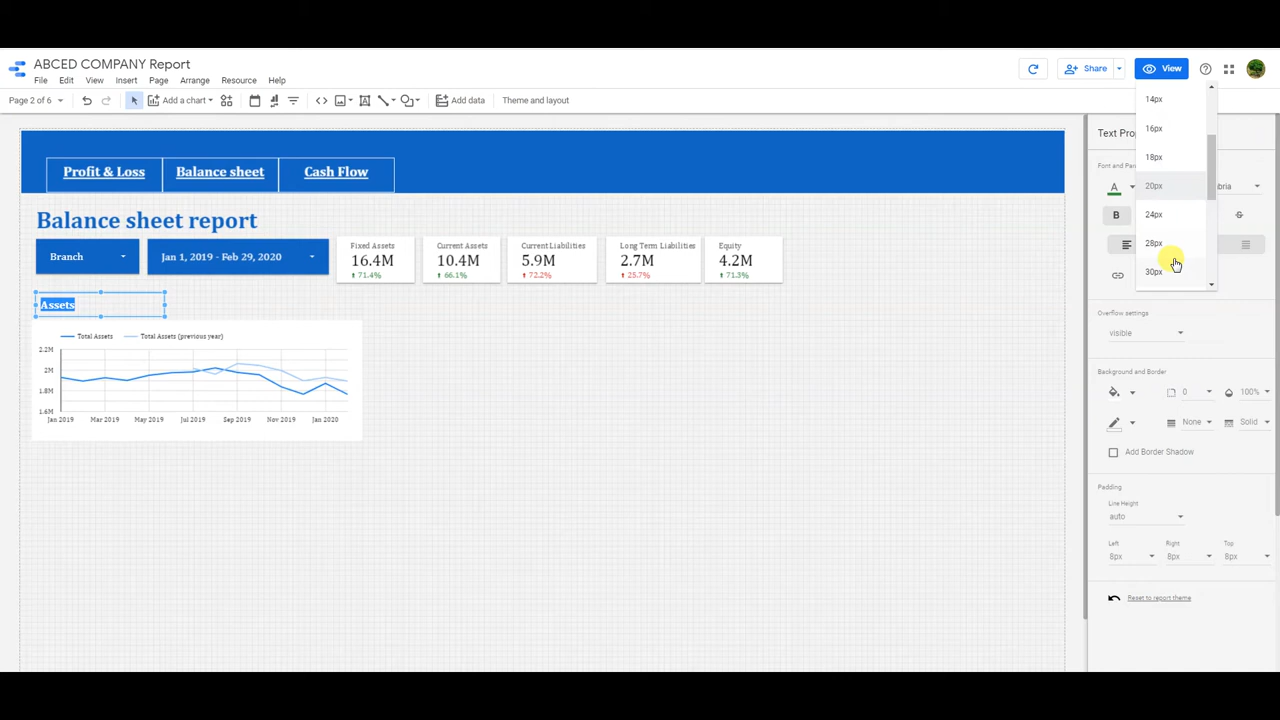 ABCED COMPANY Report
File Edit View Insert Page Arrange Resource Help
Share View
Page 2 of 6 Add a chart Add data Theme and layout
Profit & Loss Balance sheet Cash Flow
Balance sheet report
Branch Jan 1, 2019 - Feb 29, 2020
Fixed Assets
16.4M
71.4%
Current Assets
10.4M
66.1%
Current Liabilities
5.9M
72.2%
Long Term Liabilities
2.7M
25.7%
Equity
4.2M
71.3%
Assets
Total Assets Total Assets (previous year)
2.2M
2M
1.8M
1.6M
Jan 2019 Mar 2019 May 2019 Jul 2019 Sep 2019 Nov 2019 Jan 2020
14px
16px
18px
20px
24px
28px
30px
Text Pro
Font and Par
A bria
B S
Overflow settings
visible
Background and Border
0 100%
None Solid
Add Border Shadow
Padding
Line Height
auto
Left Right Top
8px 8px 8px
Reset to report theme